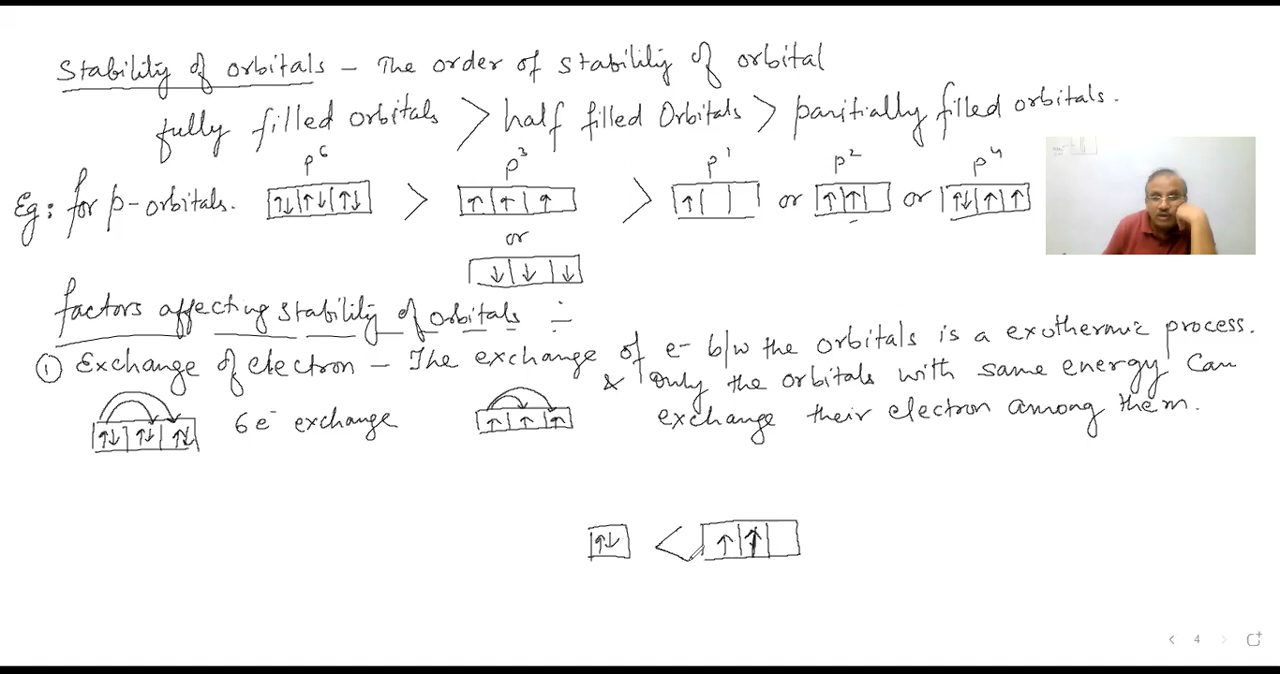 Stability of orbitals – The order of stability of orbital
fully filled orbitals > half filled Orbitals > paritially filled orbitals.
p⁶ p³ p¹ p² p⁴
Eg: for p-orbitals. ↑↓|↑↓|↑↓ > ↑|↑|↑ > ↑| | or ↑|↑| or ↑↓|↑|↑
or
↓|↓|↓
factors affecting stability of orbitals :-
① Exchange of electron – The exchange of e- b/w the orbitals is a exothermic process.
& Only the orbitals with same energy can
↑↓|↑↓|↑↓ 6e⁻ exchange ↑|↑|↑ exchange their electron among them.
↑↓ < ↑|↑|
4